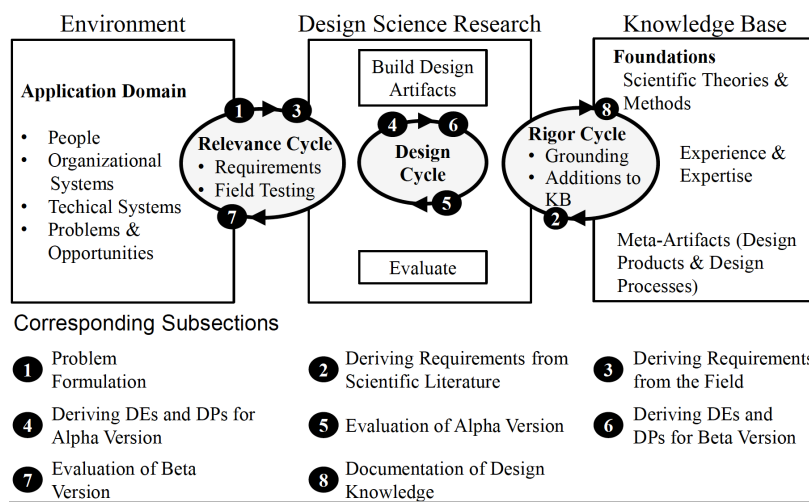 Environment
Design Science Research
Knowledge Base
Application Domain
• People
• Organizational
Systems
• Techical Systems
• Problems &
Opportunities
1
3
Relevance Cycle
• Requirements
• Field Testing
7
Build Design
Artifacts
4
6
Design
Cycle
5
Evaluate
8
Rigor Cycle
• Grounding
• Additions to
KB
2
Foundations
Scientific Theories &
Methods
Experience &
Expertise
Meta-Artifacts (Design
Products & Design
Processes)
Corresponding Subsections
1 Problem
Formulation
2 Deriving Requirements from
Scientific Literature
3 Deriving Requirements
from the Field
4 Deriving DEs and DPs for
Alpha Version
5 Evaluation of Alpha Version
6 Deriving DEs and
DPs for Beta Version
7 Evaluation of Beta
Version
8 Documentation of Design
Knowledge